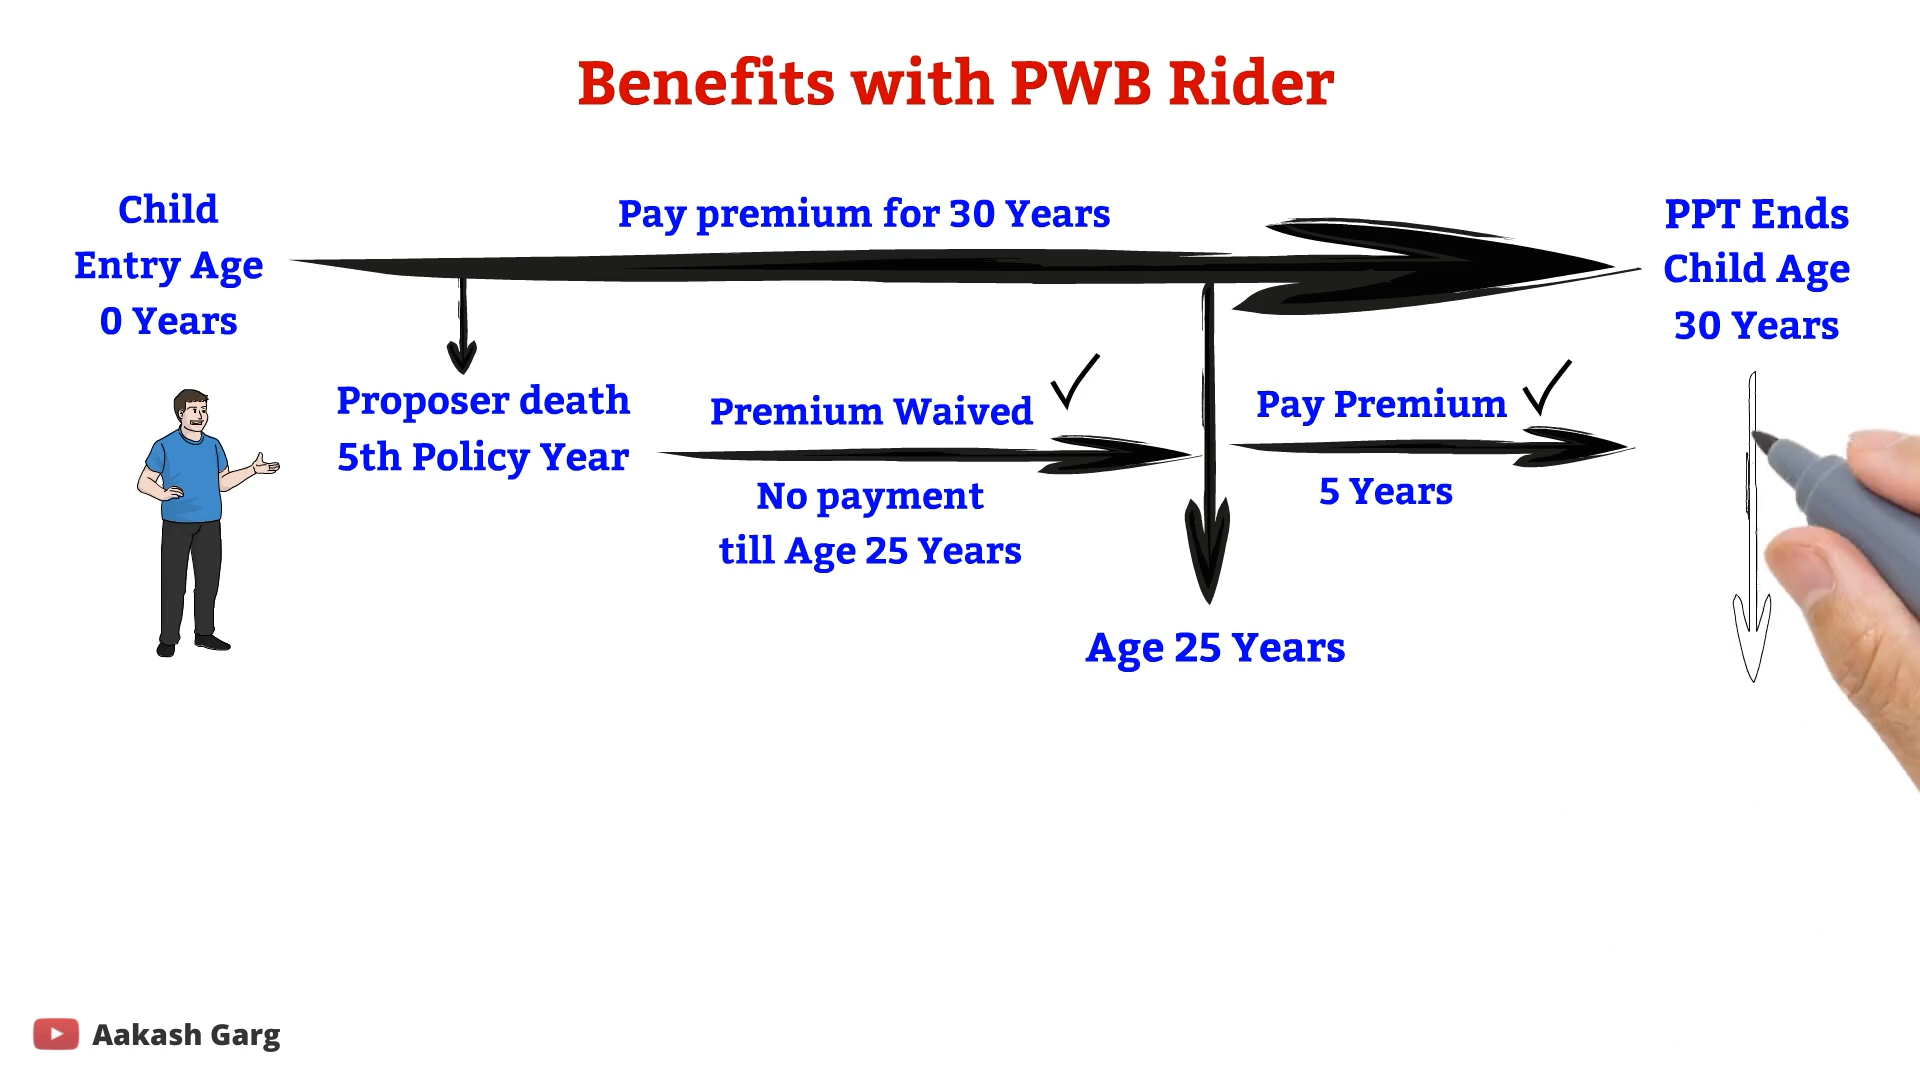 Benefits with PWB Rider
Child
Entry Age
0 Years
Pay premium for 30 Years
PPT Ends
Child Age
30 Years
Proposer death
5th Policy Year
Premium Waived
No payment
till Age 25 Years
Pay Premium
5 Years
Age 25 Years
Aakash Garg